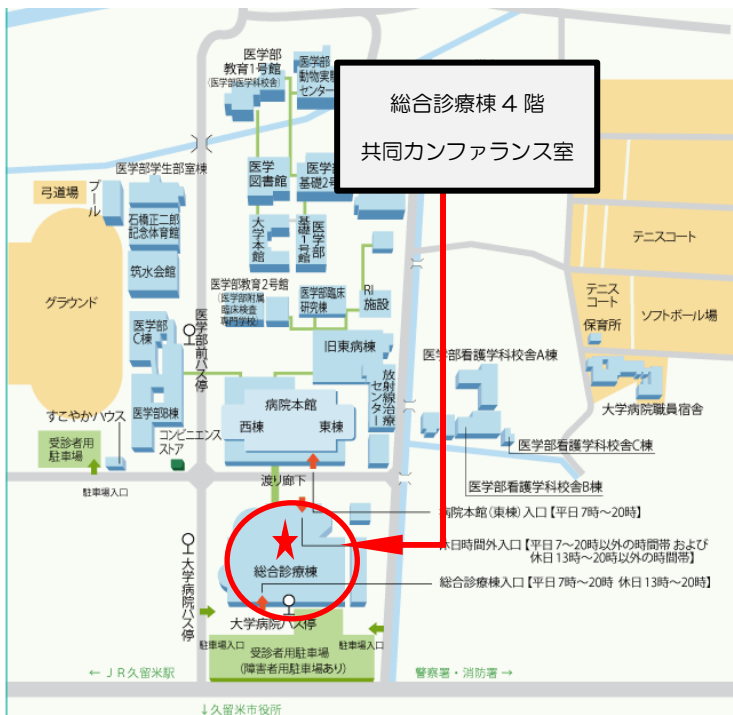 総合診療棟 4 階
共同カンファランス室
医学部
教育1号館
(医学部医学科校舎)
医学部
動物実験
センター
医学部学生部室棟
プール
弓道場
石橋正二郎
記念体育館
筑水会館
グラウンド
医学
図書館
医学部
基礎2号
大学本館
基礎1号館
医学部
医学部教育2号館
(医学部附属
臨床検査
専門学校)
医学部臨床
研究棟
RI
施設
テニスコート
テニス
コート
保育所
ソフトボール場
大学病院職員宿舎
医学部前バス停
医学部
C棟
医学部B棟
旧東病棟
放射線治療
センター
病院本館
西棟
東棟
医学部看護学科校舎A棟
医学部看護学科校舎C棟
医学部看護学科校舎B棟
すこやかハウス
受診者用
駐車場
コンビニエンス
ストア
駐車場入口
渡り廊下
病院本館(東棟)入口【平日7時〜20時】
休日時間外入口【平日7〜20時以外の時間帯 および
休日13時〜20時以外の時間帯】
総合診療棟入口【平日7時〜20時 休日13時〜20時】
総合診療棟
大学病院バス停
大学病院バス停
駐車場入口
駐車場入口
受診者用駐車場
(障害者用駐車場あり)
← JR久留米駅
警察署・消防署 →
↓久留米市役所